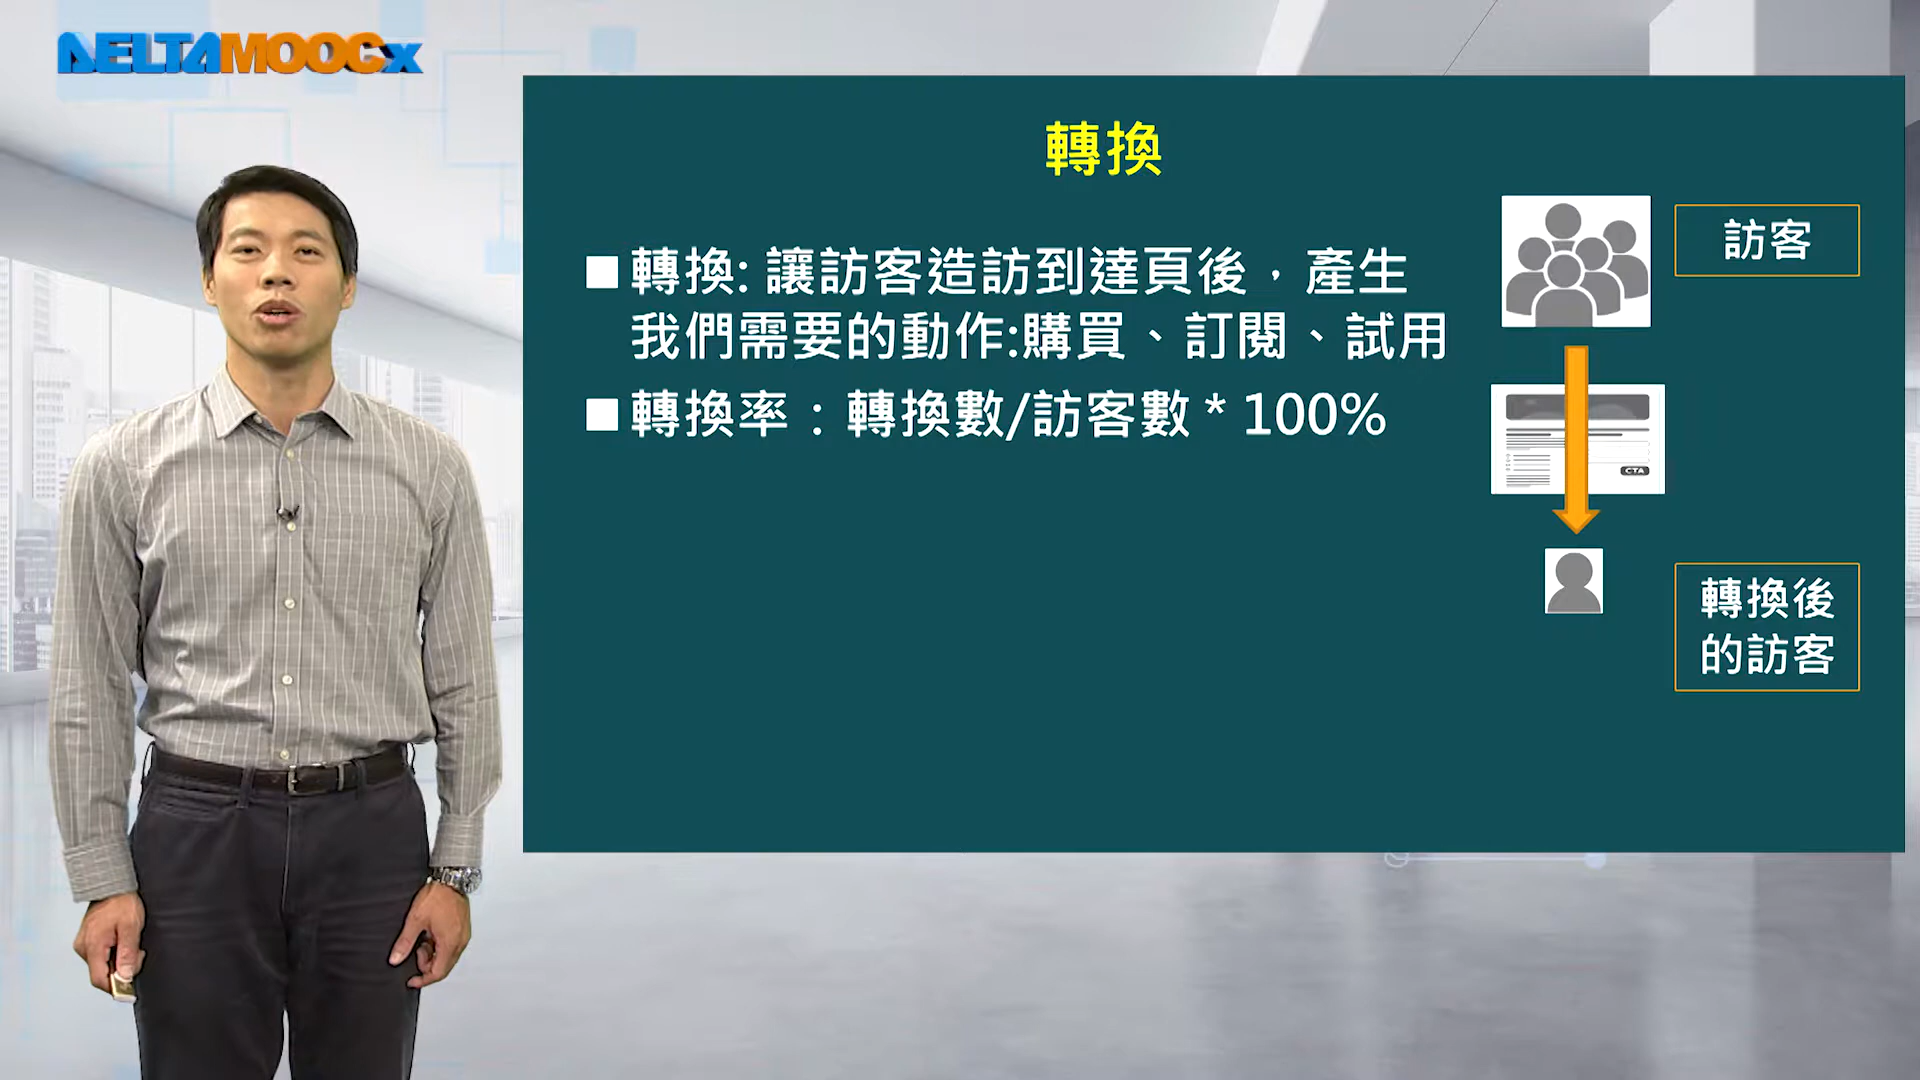 DELTAMOOCx
轉換
■轉換: 讓訪客造訪到達頁後，產生
我們需要的動作:購買、訂閱、試用
■轉換率：轉換數/訪客數 * 100%
訪客
CTA
轉換後
的訪客